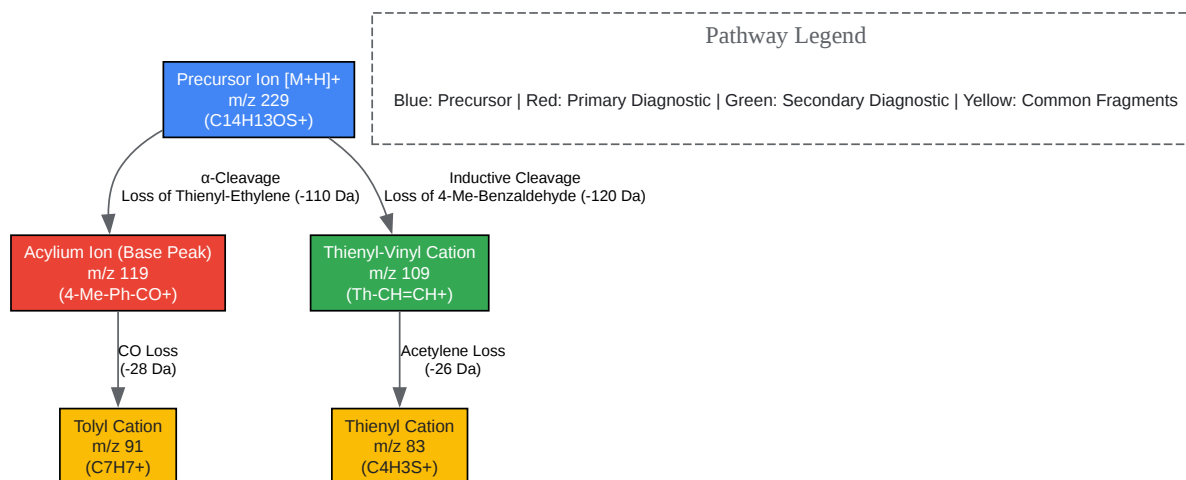 Pathway Legend
Blue: Precursor | Red: Primary Diagnostic | Green: Secondary Diagnostic | Yellow: Common Fragments
Precursor Ion [M+H]+
m/z 229
(C14H13OS+)
α-Cleavage
Loss of Thienyl-Ethylene (-110 Da)
Inductive Cleavage
Loss of 4-Me-Benzaldehyde (-120 Da)
Acylium Ion (Base Peak)
m/z 119
(4-Me-Ph-CO+)
Thienyl-Vinyl Cation
m/z 109
(Th-CH=CH+)
CO Loss
(-28 Da)
Acetylene Loss
(-26 Da)
Tolyl Cation
m/z 91
(C7H7+)
Thienyl Cation
m/z 83
(C4H3S+)